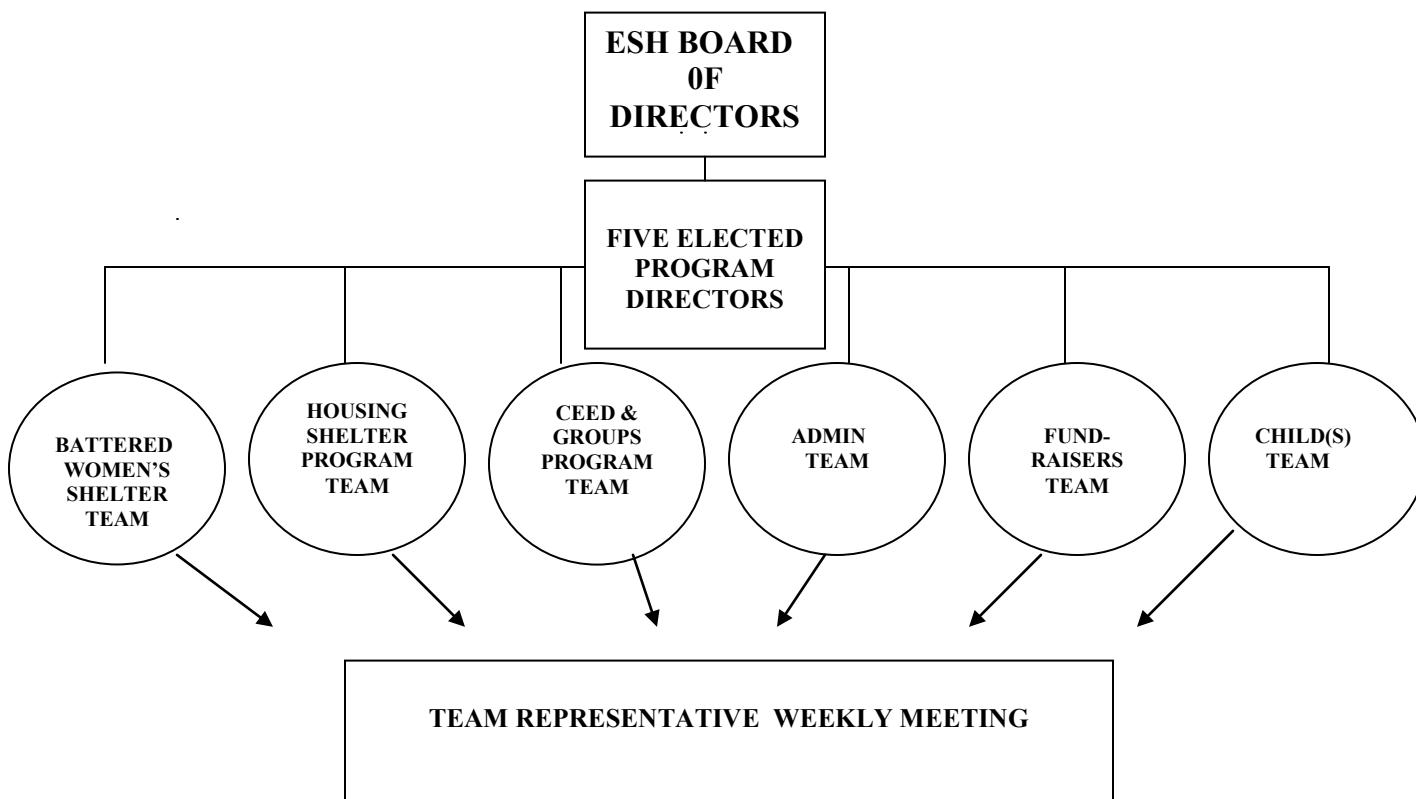 ESH BOARD
0F
DIRECTORS
FIVE ELECTED
PROGRAM
DIRECTORS
BATTERED
WOMEN’S
SHELTER
TEAM
HOUSING
SHELTER
PROGRAM
TEAM
CEED &
GROUPS
PROGRAM
TEAM
ADMIN
TEAM
FUND-
RAISERS
TEAM
CHILD(S)
TEAM
TEAM REPRESENTATIVE WEEKLY MEETING